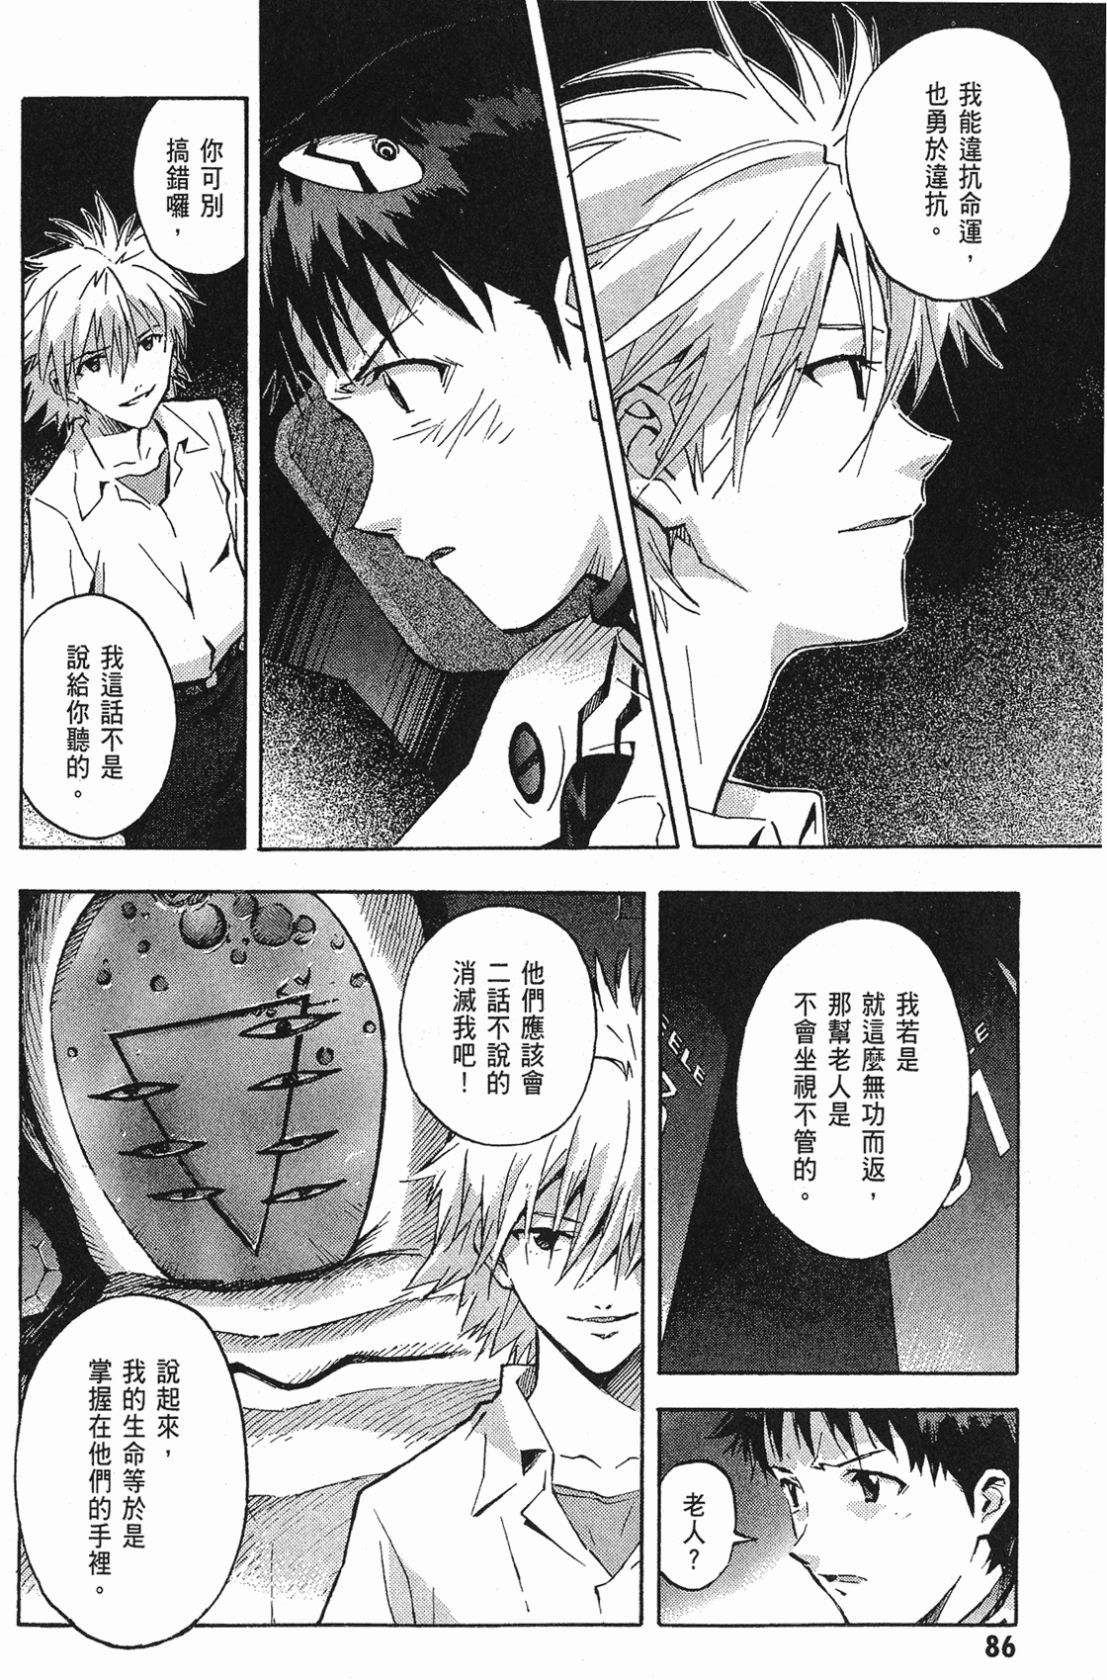 我能違抗命運，
也勇於違抗。
你可別
搞錯囉，
我這話不是
說給你聽的。
我若是
就這麼無功而返，
那幫老人是
不會坐視不管的。
老人？
他們應該會
二話不說的
消滅我吧！
說起來，
我的生命等於是
掌握在他們的手裡。
86